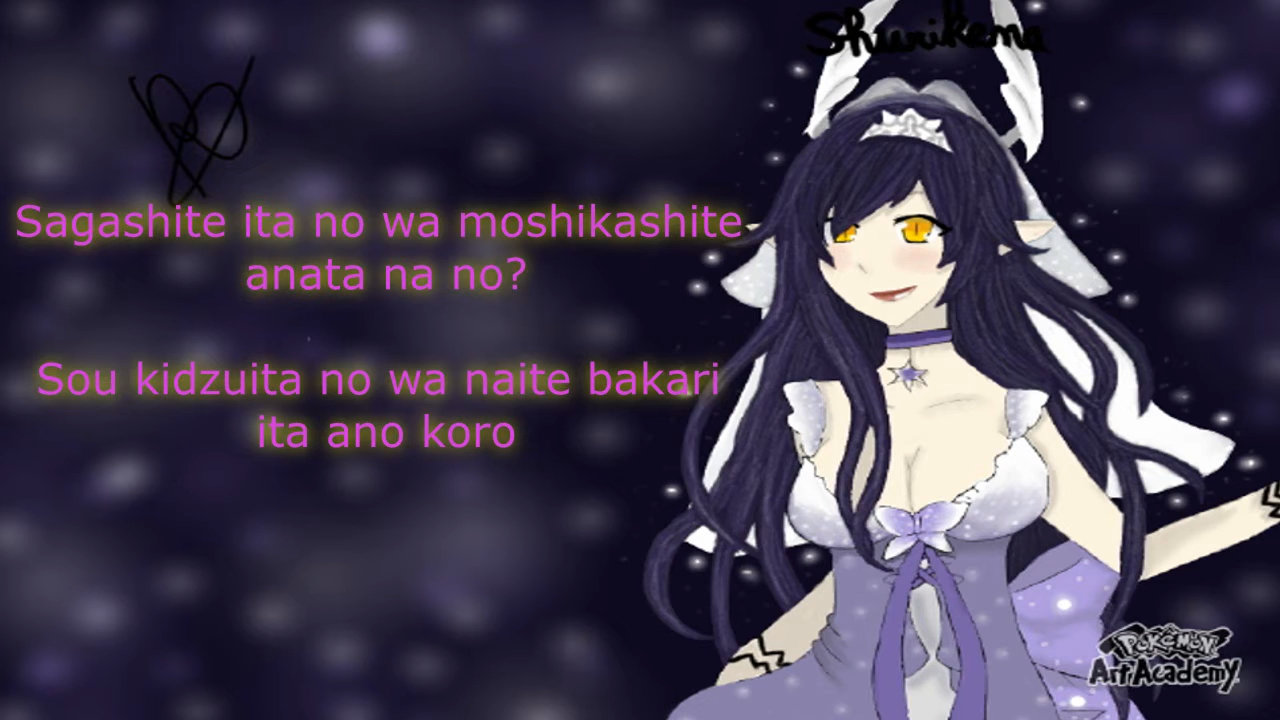 Shurikema
Sagashite ita no wa moshikashite
anata na no?
Sou kidzuita no wa naite bakari
ita ano koro
POKéMON
Art Academy